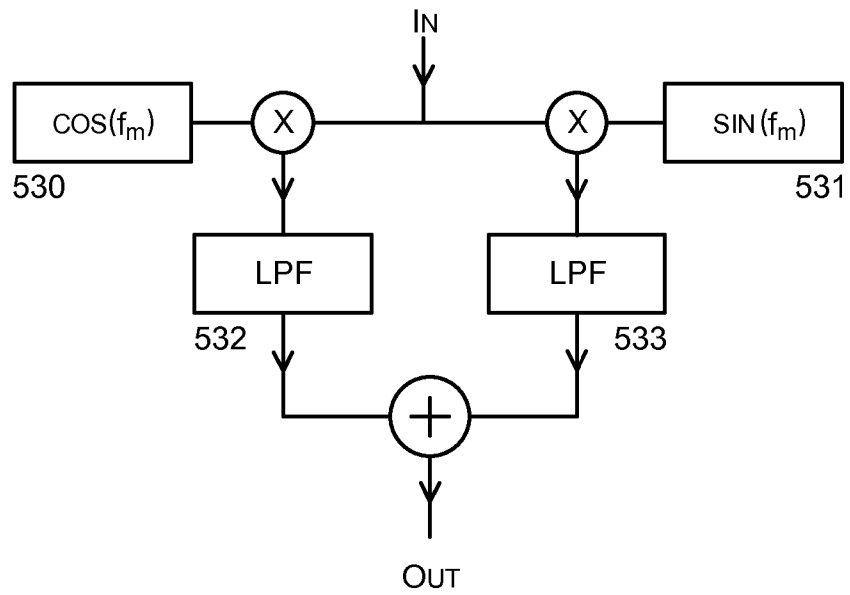 IN
COS(fm)
X
X
SIN(fm)
530
531
LPF
LPF
532
533
+
OUT